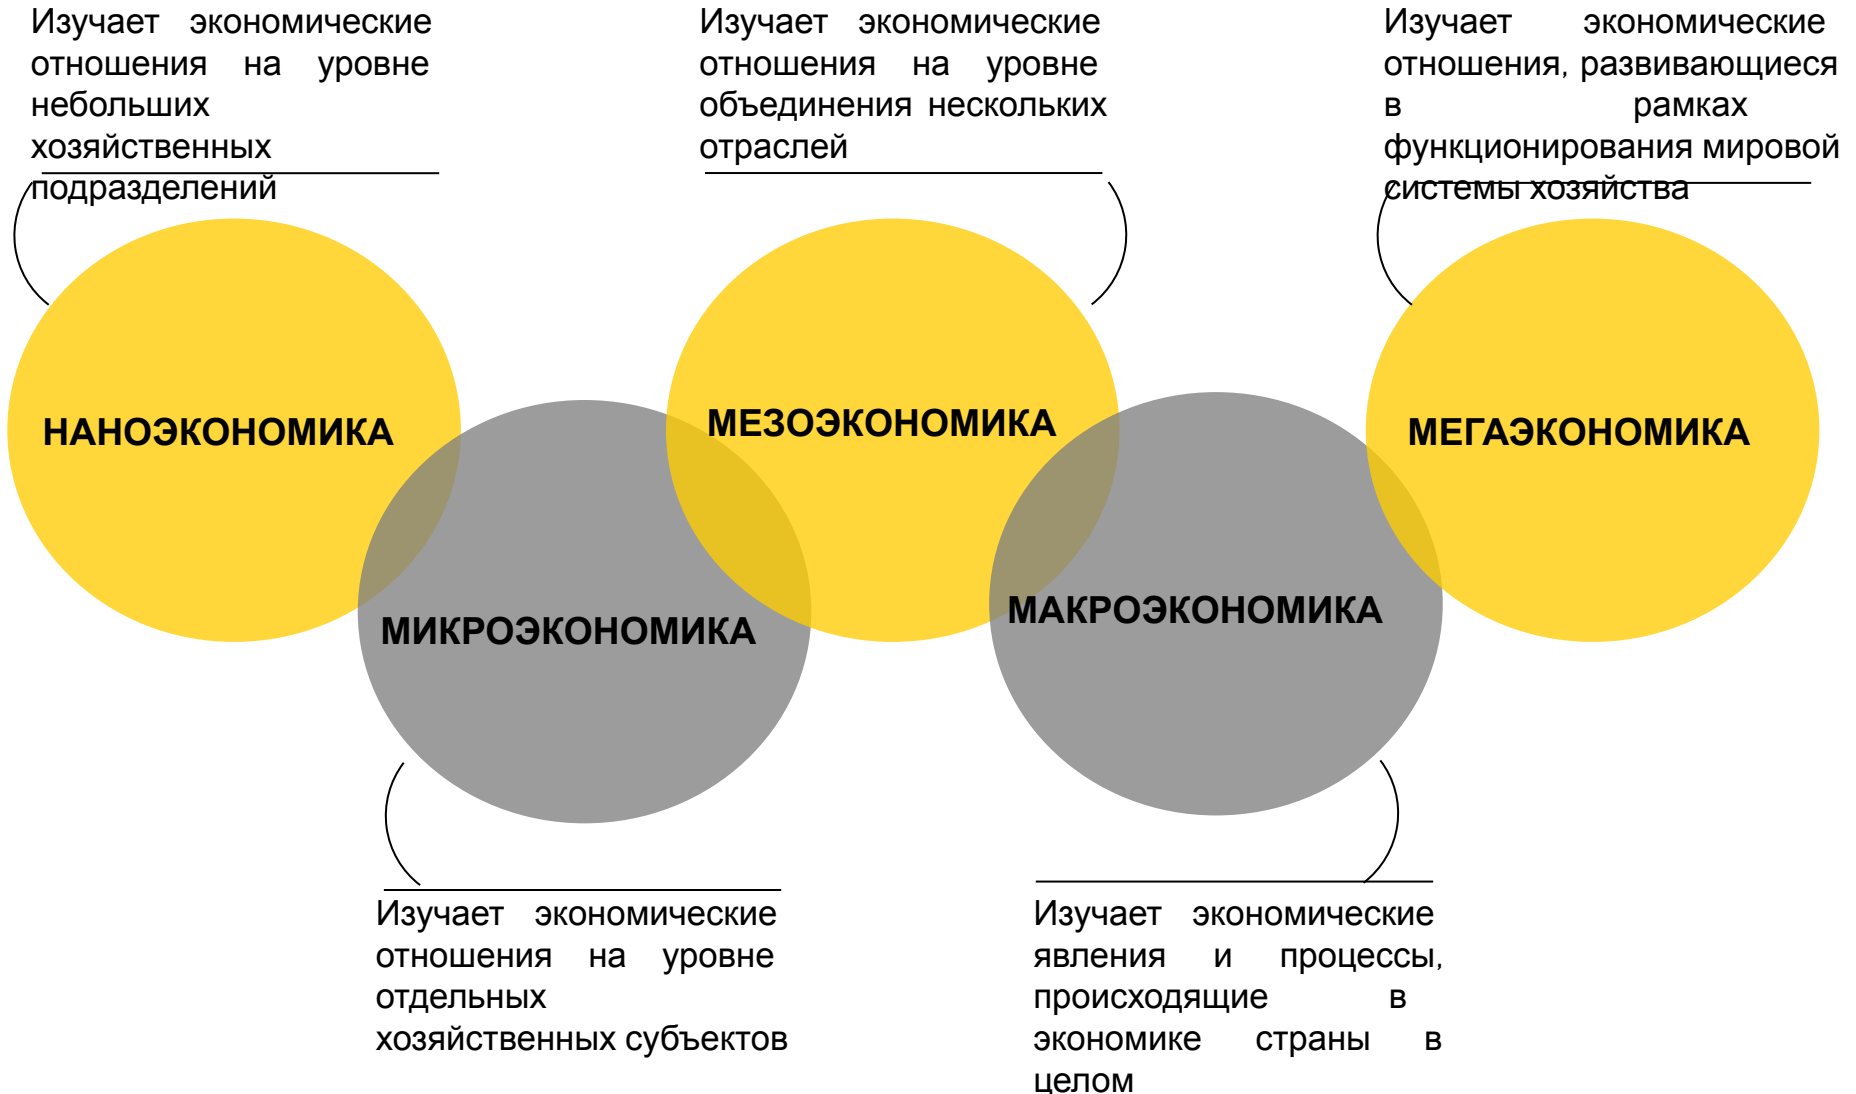 Изучает экономические
отношения на уровне
небольших
хозяйственных
подразделений
Изучает экономические
отношения на уровне
объединения нескольких
отраслей
Изучает экономические
отношения, развивающиеся
в рамках
функционирования мировой
системы хозяйства
НАНОЭКОНОМИКА
МЕЗОЭКОНОМИКА
МЕГАЭКОНОМИКА
МИКРОЭКОНОМИКА
МАКРОЭКОНОМИКА
Изучает экономические
отношения на уровне
отдельных
хозяйственных субъектов
Изучает экономические
явления и процессы,
происходящие в
экономике страны в
целом